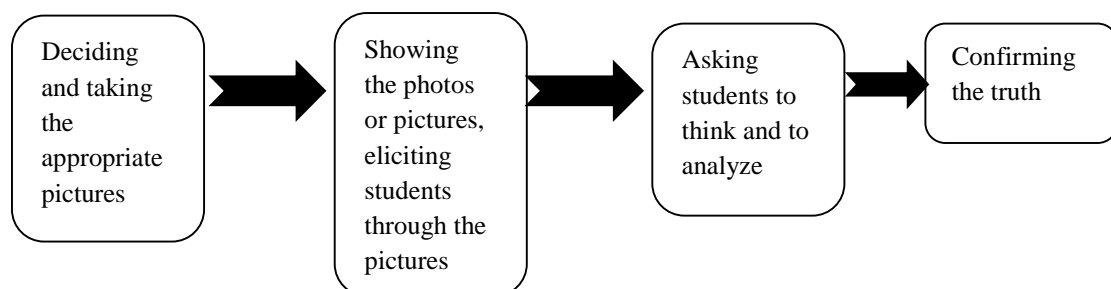 Deciding
and taking
the
appropriate
pictures
Showing
the photos
or pictures,
eliciting
students
through the
pictures
Asking
students to
think and to
analyze
Confirming
the truth